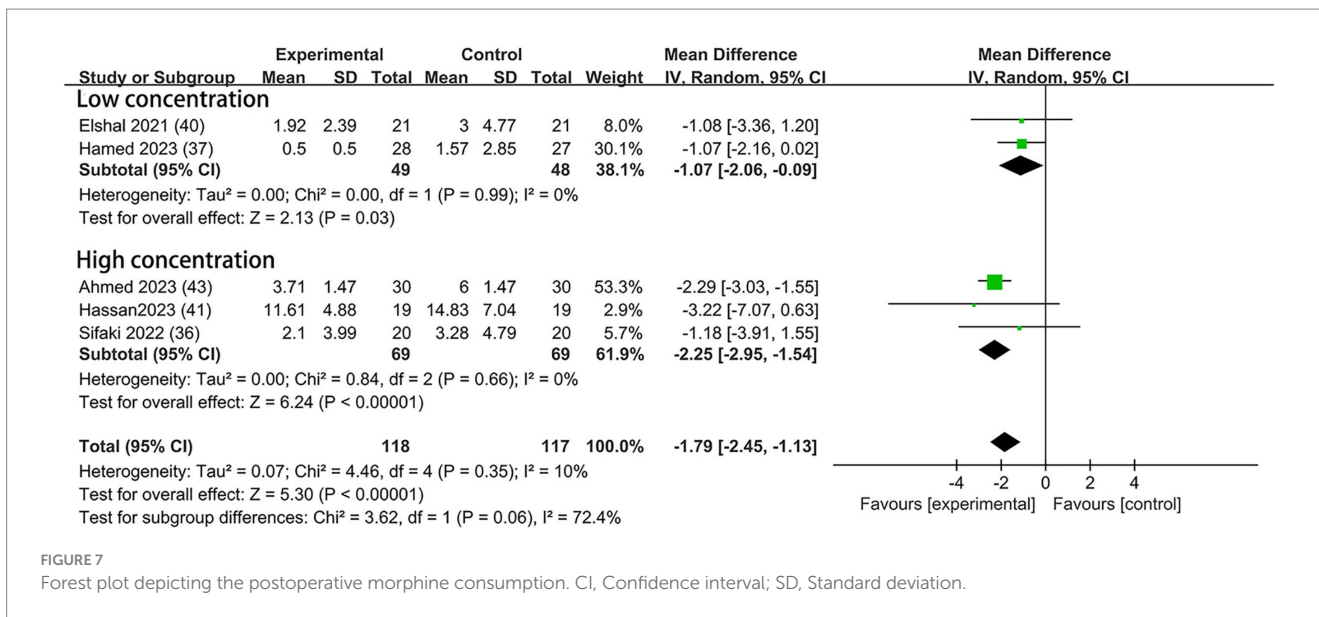 Experimental Control Mean Difference Mean Difference
Study or Subgroup Mean SD Total Mean SD Total Weight IV, Random, 95% CI IV, Random, 95% CI
Low concentration
Elshal 2021 (40) 1.92 2.39 21 3 4.77 21 8.0% -1.08 [-3.36, 1.20]
Hamed 2023 (37) 0.5 0.5 28 1.57 2.85 27 30.1% -1.07 [-2.16, 0.02]
Subtotal (95% CI) 49 48 38.1% -1.07 [-2.06, -0.09]
Heterogeneity: Tau² = 0.00; Chi² = 0.00, df = 1 (P = 0.99); I² = 0%
Test for overall effect: Z = 2.13 (P = 0.03)
High concentration
Ahmed 2023 (43) 3.71 1.47 30 6 1.47 30 53.3% -2.29 [-3.03, -1.55]
Hassan2023 (41) 11.61 4.88 19 14.83 7.04 19 2.9% -3.22 [-7.07, 0.63]
Sifaki 2022 (36) 2.1 3.99 20 3.28 4.79 20 5.7% -1.18 [-3.91, 1.55]
Subtotal (95% CI) 69 69 61.9% -2.25 [-2.95, -1.54]
Heterogeneity: Tau² = 0.00; Chi² = 0.84, df = 2 (P = 0.66); I² = 0%
Test for overall effect: Z = 6.24 (P < 0.00001)
Total (95% CI) 118 117 100.0% -1.79 [-2.45, -1.13]
Heterogeneity: Tau² = 0.07; Chi² = 4.46, df = 4 (P = 0.35); I² = 10%
Test for overall effect: Z = 5.30 (P < 0.00001)
Test for subgroup differences: Chi² = 3.62, df = 1 (P = 0.06), I² = 72.4%
-4 -2 0 2 4
Favours [experimental] Favours [control]
FIGURE 7
Forest plot depicting the postoperative morphine consumption. CI, Confidence interval; SD, Standard deviation.